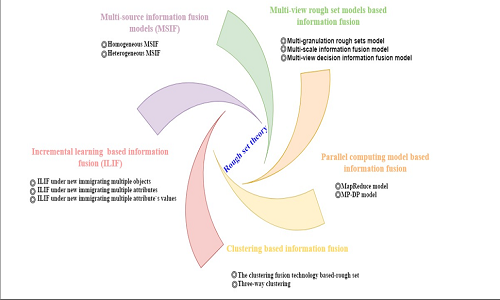 Multi-source information fusion
models (MSIF)
Homogeneous MSIF
Heterogeneous MSIF
Multi-view rough set models based
information fusion
Multi-granulation rough sets model
Multi-scale information fusion model
Multi-view decision information fusion model
Rough set theory
Incremental learning based information
fusion (ILIF)
ILIF under new immigrating multiple objects
ILIF under new immigrating multiple attributes
ILIF under new immigrating multiple attribute's values
Parallel computing model based
information fusion
MapReduce model
MP-DP model
Clustering based information fusion
The clustering fusion technology based-rough set
Three-way clustering